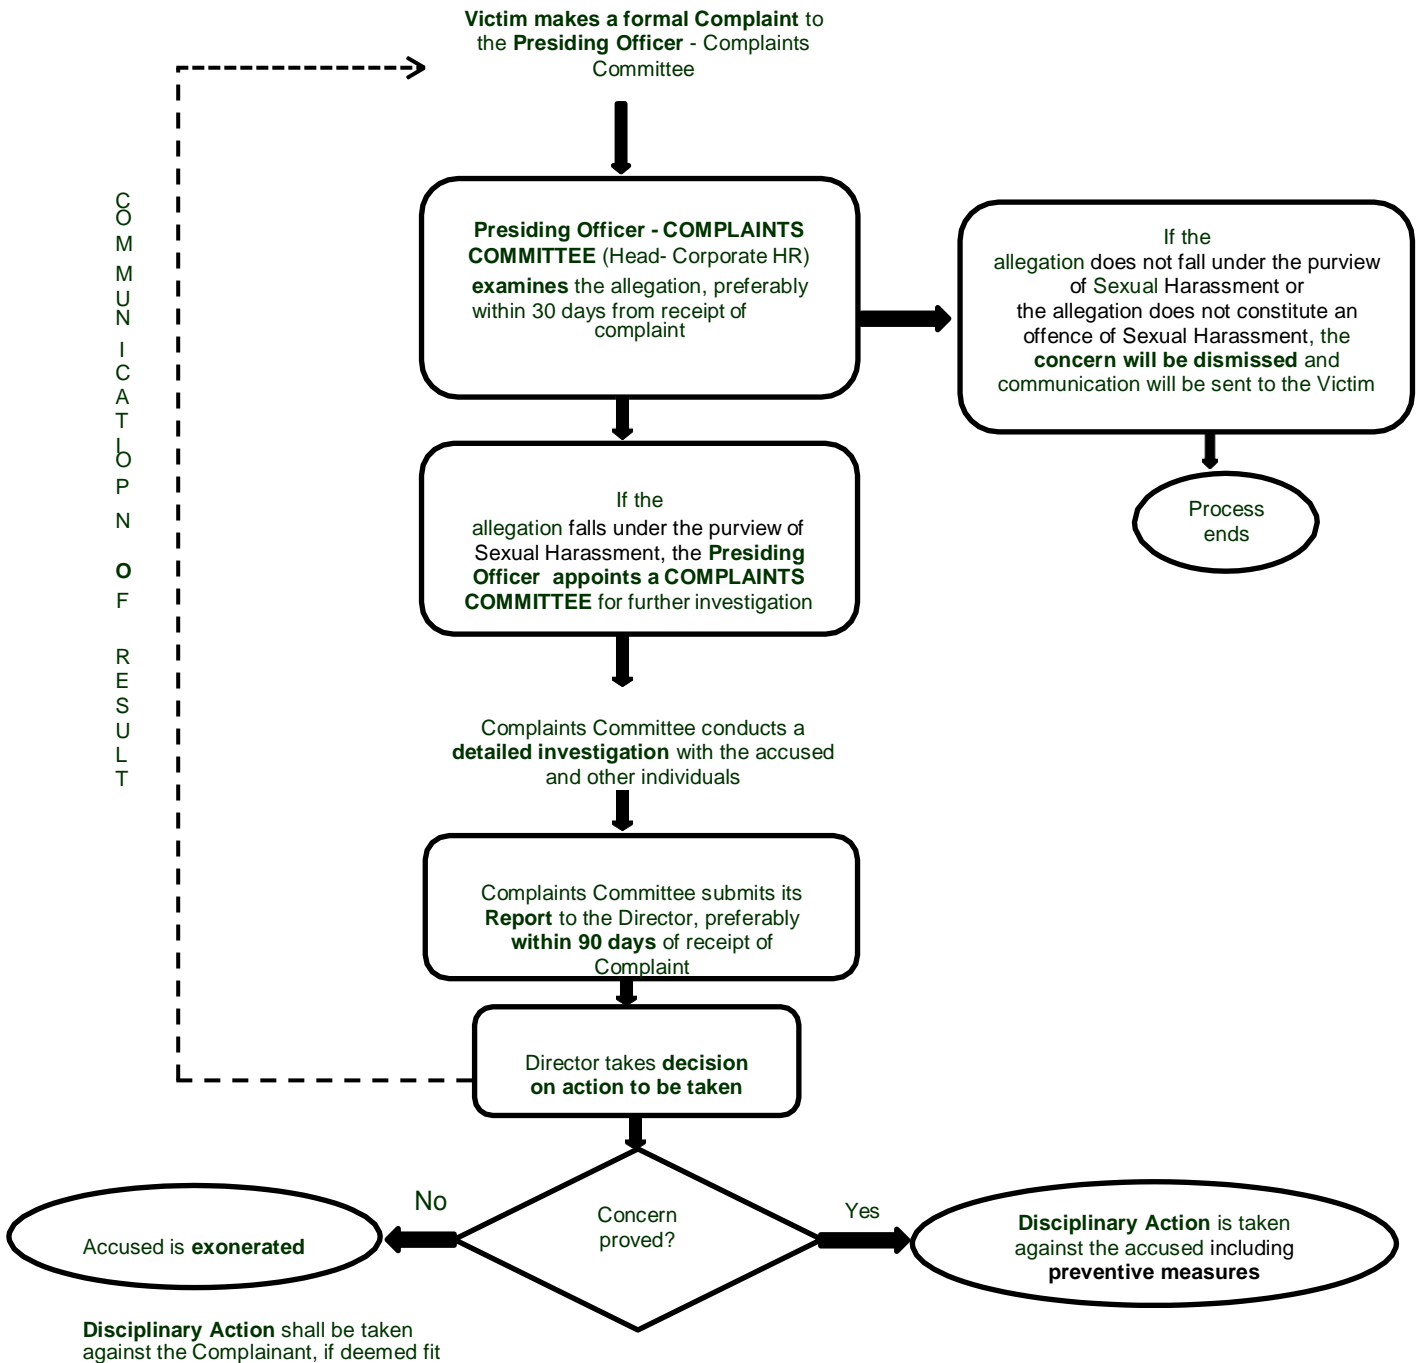 Victim makes a formal Complaint to
the Presiding Officer - Complaints
Committee
Presiding Officer - COMPLAINTS
COMMITTEE (Head- Corporate HR)
examines the allegation, preferably
within 30 days from receipt of
complaint
If the
allegation does not fall under the purview
of Sexual Harassment or
the allegation does not constitute an
offence of Sexual Harassment, the
concern will be dismissed and
communication will be sent to the Victim
Process
ends
If the
allegation falls under the purview of
Sexual Harassment, the Presiding
Officer appoints a COMPLAINTS
COMMITTEE for further investigation
Complaints Committee conducts a
detailed investigation with the accused
and other individuals
Complaints Committee submits its
Report to the Director, preferably
within 90 days of receipt of
Complaint
Director takes decision
on action to be taken
Concern
proved?
No
Yes
Accused is exonerated
Disciplinary Action is taken
against the accused including
preventive measures
Disciplinary Action shall be taken
against the Complainant, if deemed fit
C
O
M
M
U
N
I
C
A
T
I
O
P
N
O
F
R
E
S
U
L
T